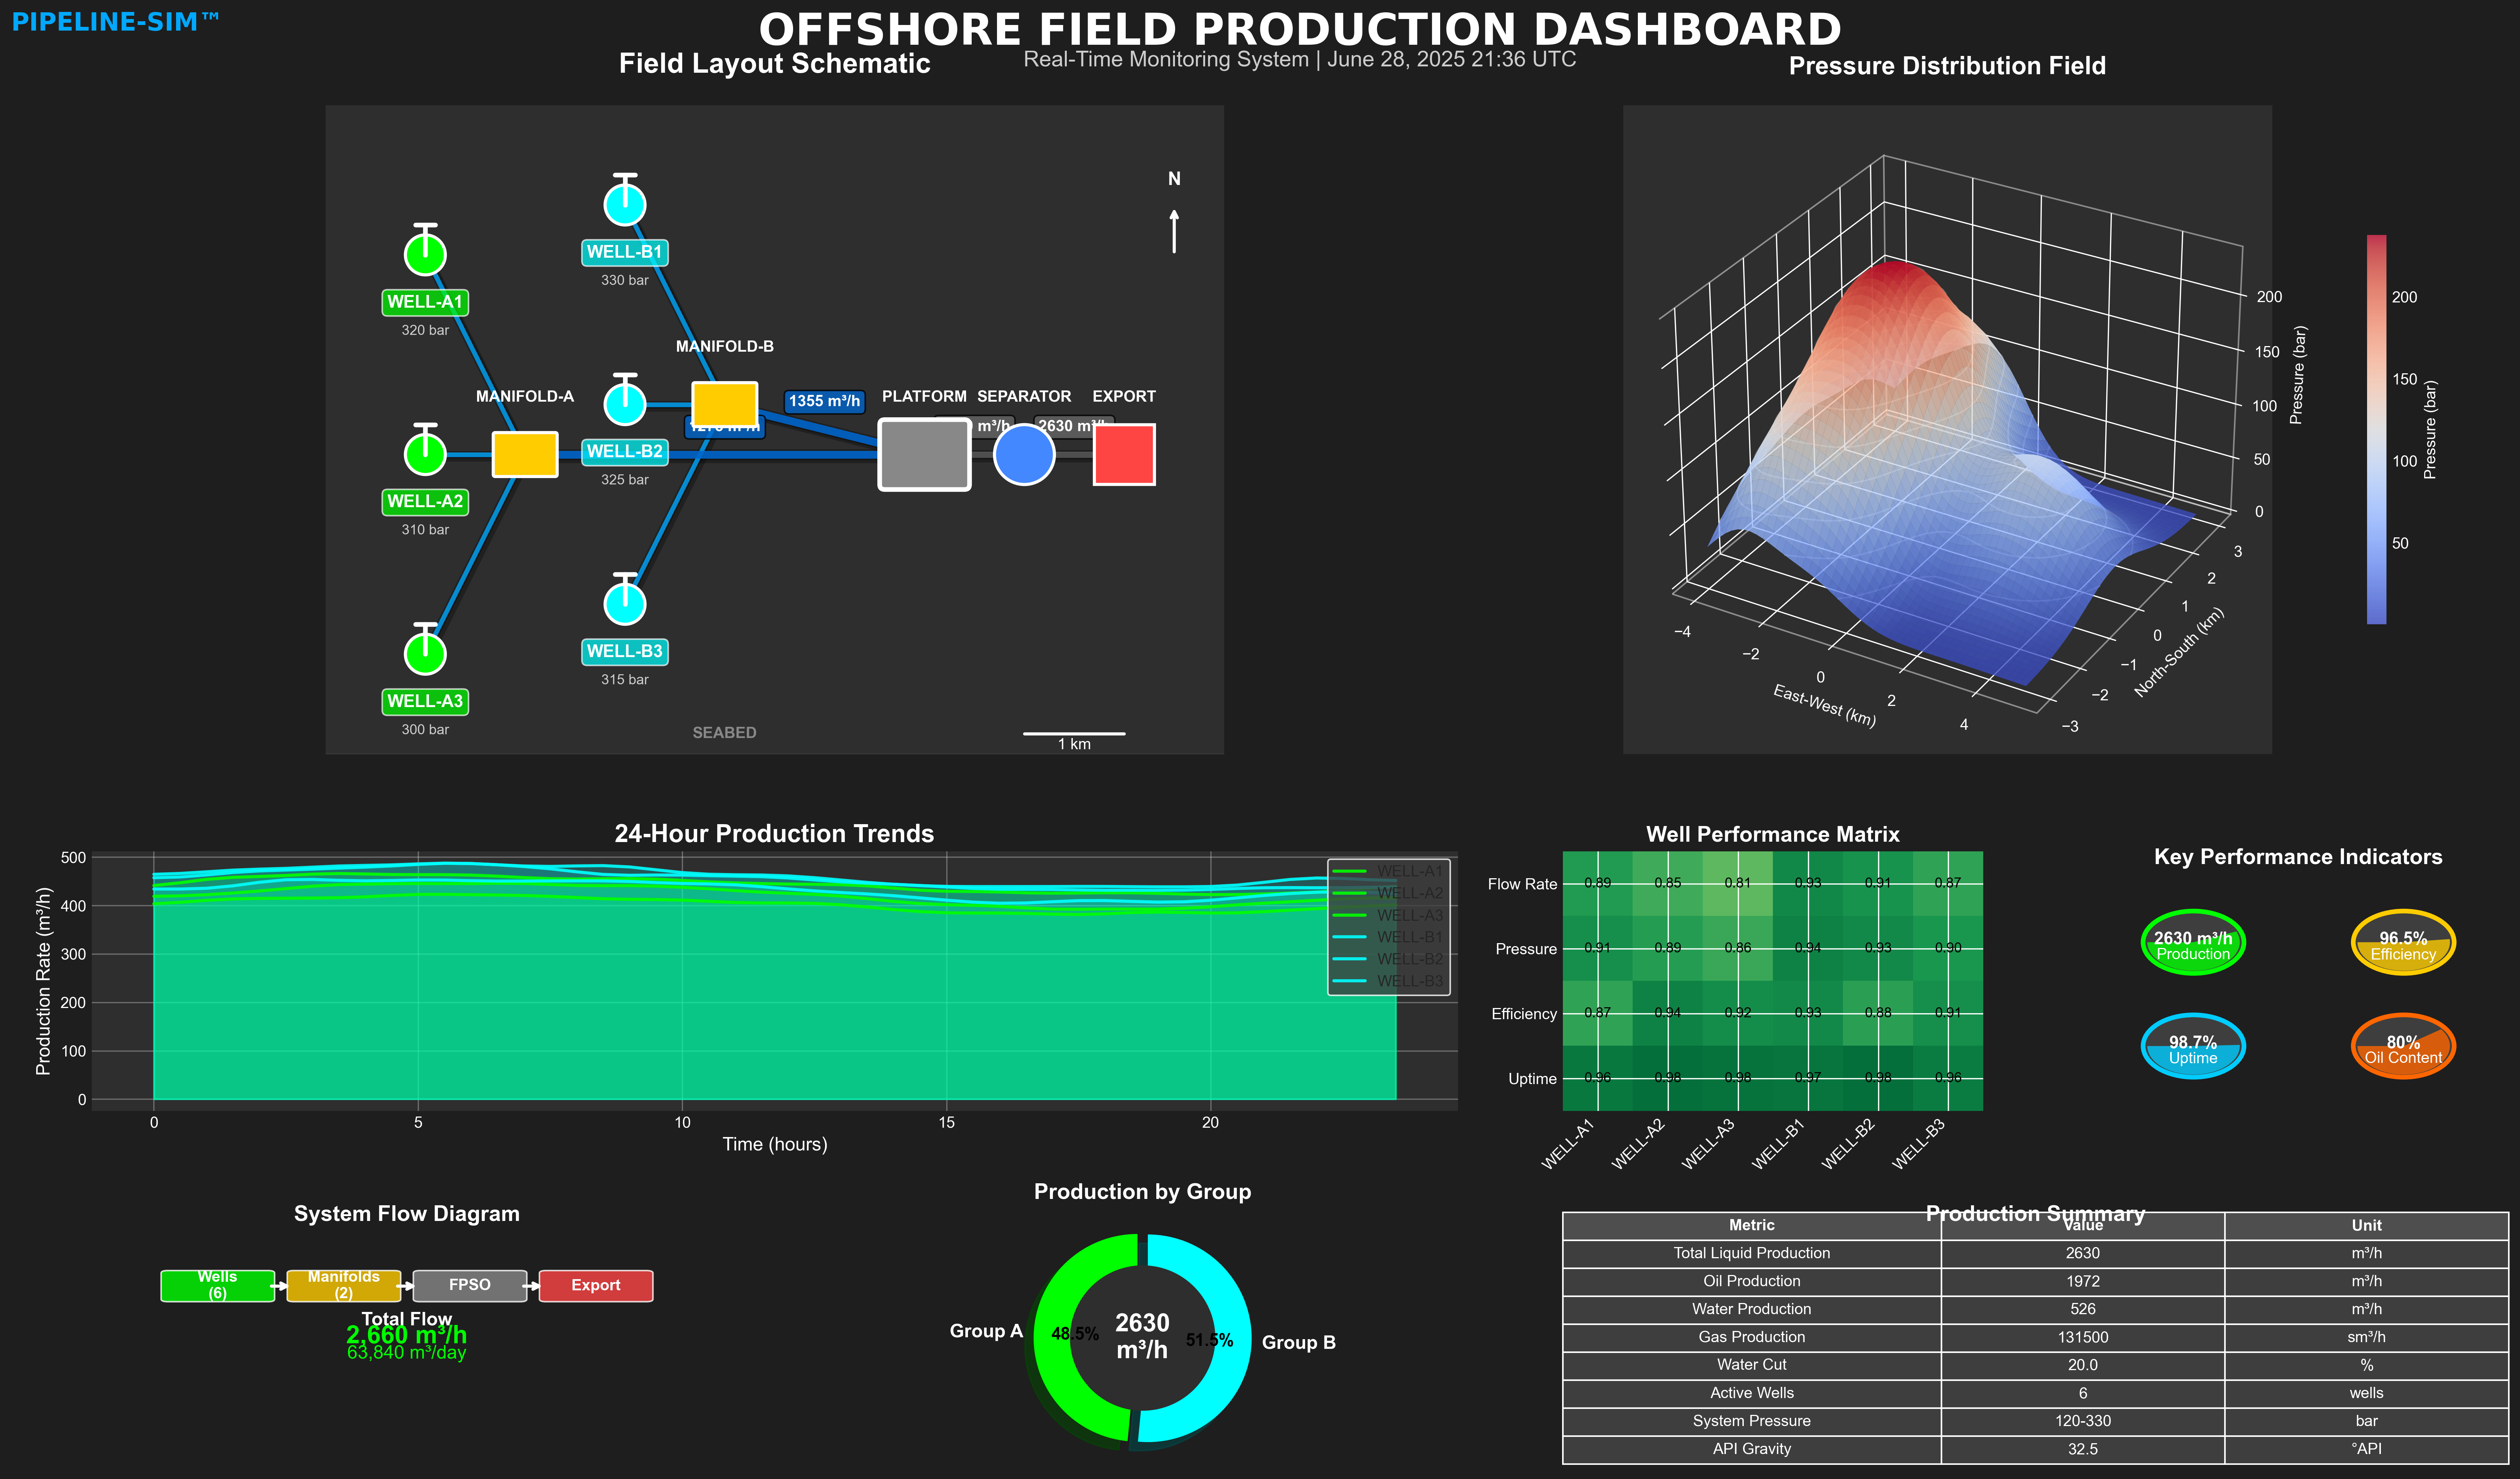 PIPELINE-SIM™
OFFSHORE FIELD PRODUCTION DASHBOARD
Real-Time Monitoring System | June 28, 2025 21:36 UTC
Field Layout Schematic
N
WELL-B1
330 bar
WELL-A1
320 bar
MANIFOLD-B
MANIFOLD-A
1355 m³/h
PLATFORM
SEPARATOR
EXPORT
m³/h
2630 m³/h
WELL-B2
325 bar
WELL-A2
310 bar
WELL-B3
315 bar
WELL-A3
300 bar
SEABED
1 km
Pressure Distribution Field
200
150
100
50
0
Pressure (bar)
3
2
1
0
−1
−2
−3
North-South (km)
−4
−2
0
2
4
East-West (km)
200
150
100
50
Pressure (bar)
24-Hour Production Trends
500
400
300
200
100
0
Production Rate (m³/h)
0 5 10 15 20
Time (hours)
WELL-A1
WELL-A2
WELL-A3
WELL-B1
WELL-B2
WELL-B3
Well Performance Matrix
Flow Rate 0.89 0.85 0.81 0.93 0.91 0.87
Pressure 0.91 0.89 0.86 0.94 0.93 0.90
Efficiency 0.87 0.94 0.92 0.93 0.88 0.91
Uptime 0.96 0.98 0.98 0.97 0.98 0.96
WELL-A1 WELL-A2 WELL-A3 WELL-B1 WELL-B2 WELL-B3
Key Performance Indicators
2630 m³/h
Production
96.5%
Efficiency
98.7%
Uptime
80%
Oil Content
System Flow Diagram
Wells
(6)
Manifolds
(2)
FPSO
Export
Total Flow
2,660 m³/h
63,840 m³/day
Production by Group
Group A
48.5%
2630
m³/h
51.5%
Group B
Production Summary
Metric Value Unit
Total Liquid Production 2630 m³/h
Oil Production 1972 m³/h
Water Production 526 m³/h
Gas Production 131500 sm³/h
Water Cut 20.0 %
Active Wells 6 wells
System Pressure 120-330 bar
API Gravity 32.5 °API